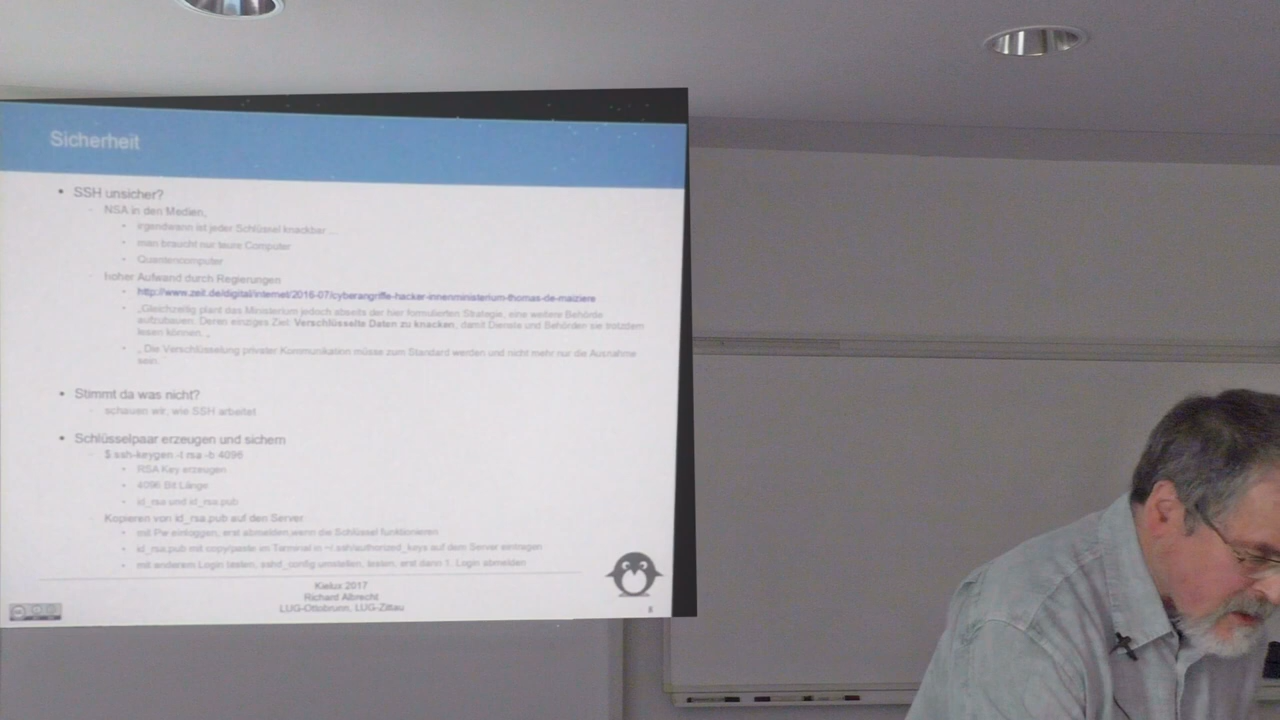 Sicherheit
SSH unsicher?
NSA in den Medien,
irgendwann ist jeder Schlüssel knackbar ...
man braucht nur teure Computer
Quantencomputer
hoher Aufwand durch Regierungen
http://www.zeit.de/digital/internet/2016-07/cyberangriffe-hacker-innenministerium-thomas-de-maiziere
„Gleichzeitig plant das Ministerium jedoch abseits der hier formulierten Strategie, eine weitere Behörde
aufzubauen. Deren einziges Ziel: Verschlüsselte Daten zu knacken, damit Dienste und Behörden sie trotzdem
lesen können. „
„ Die Verschlüsselung privater Kommunikation müsse zum Standard werden und nicht mehr nur die Ausnahme
sein.
Stimmt da was nicht?
schauen wir, wie SSH arbeitet
Schlüsselpaar erzeugen und sichern
$ ssh-keygen -t rsa -b 4096
RSA Key erzeugen
4096 Bit Länge
id_rsa und id_rsa.pub
Kopieren von id_rsa.pub auf den Server
mit Pw einloggen, erst abmelden,wenn die Schlüssel funktionieren
id_rsa.pub mit copy/paste im Terminal in ~/.ssh/authorized_keys auf dem Server eintragen
mit anderem Login testen, sshd_config umstellen, testen, erst dann 1. Login abmelden
Kielux 2017
Richard Albrecht
LUG-Ottobrunn, LUG-Zittau
8